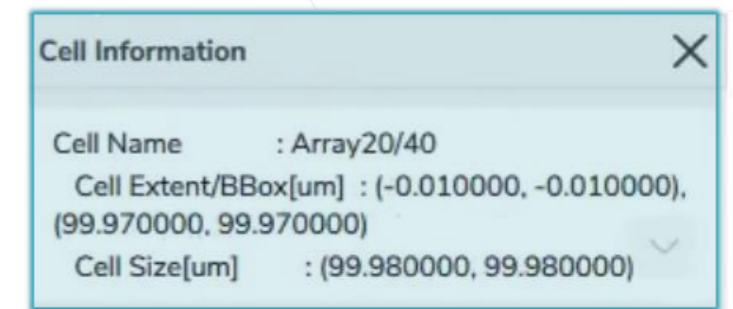 Cell Information
Cell Name : Array20/40
Cell Extent/BBox[um] : (-0.010000, -0.010000),
(99.970000, 99.970000)
Cell Size[um] : (99.980000, 99.980000)